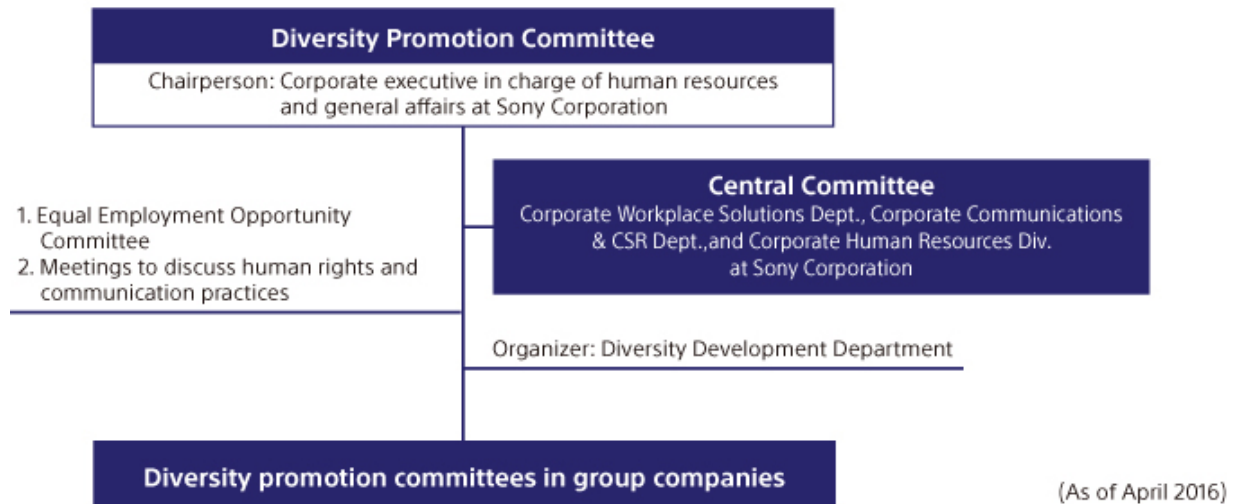 Diversity Promotion Committee
Chairperson: Corporate executive in charge of human resources
and general affairs at Sony Corporation
Central Committee
Corporate Workplace Solutions Dept., Corporate Communications
& CSR Dept.,and Corporate Human Resources Div.
at Sony Corporation
1. Equal Employment Opportunity
Committee
2. Meetings to discuss human rights and
communication practices
Organizer: Diversity Development Department
Diversity promotion committees in group companies
(As of April 2016)